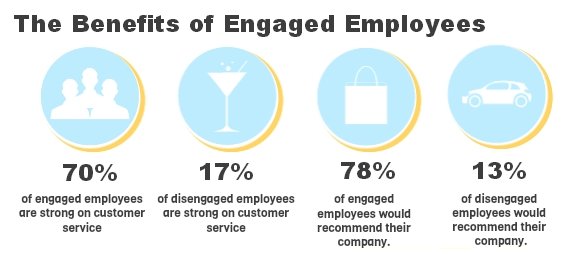 The Benefits of Engaged Employees
70%
of engaged employees
are strong on customer
service
17%
of disengaged employees
are strong on customer
service
78%
of engaged
employees would
recommend their
company.
13%
of disengaged
employees would
recommend their
company.